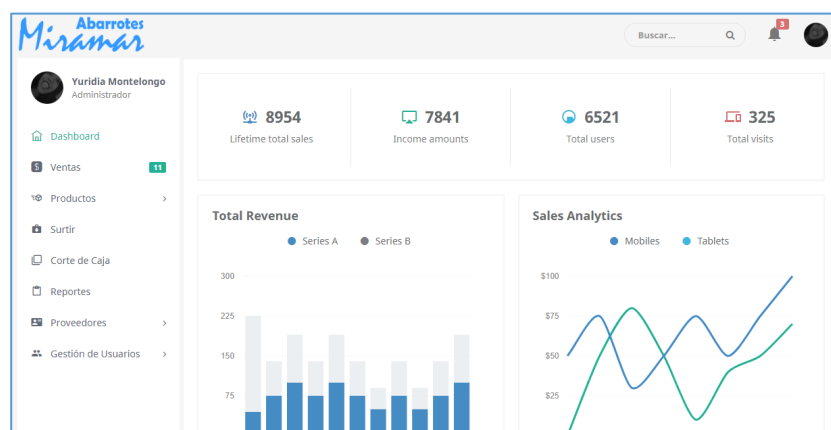 Abarrotes
Miramar
Buscar...
3
Yuridia Montelongo
Administrador
Dashboard
Ventas
11
Productos
Surtir
Corte de Caja
Reportes
Proveedores
Gestión de Usuarios
8954
Lifetime total sales
7841
Income amounts
6521
Total users
325
Total visits
Total Revenue
Series A
Series B
300
225
150
75
Sales Analytics
Mobiles
Tablets
$100
$75
$50
$25